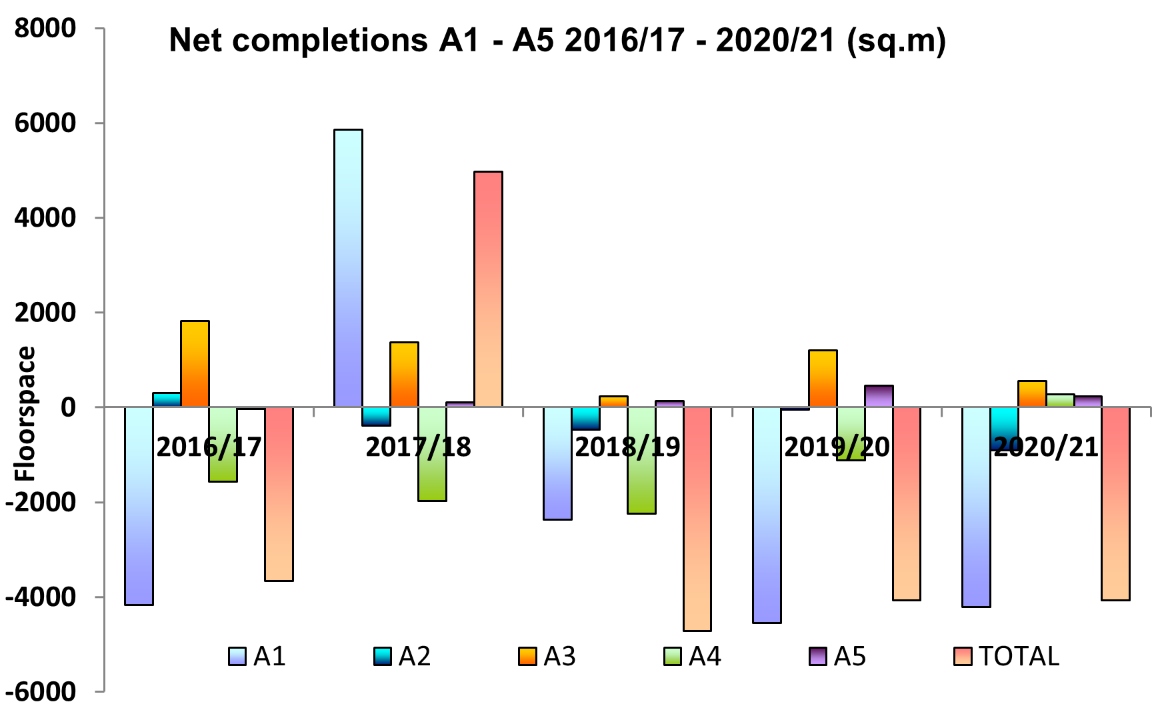 Net completions A1 - A5 2016/17 - 2020/21 (sq.m)
8000
6000
4000
2000
0
-2000
-4000
-6000
Floorspace
2016/17 2017/18 2018/19 2019/20 2020/21
A1 A2 A3 A4 A5 TOTAL